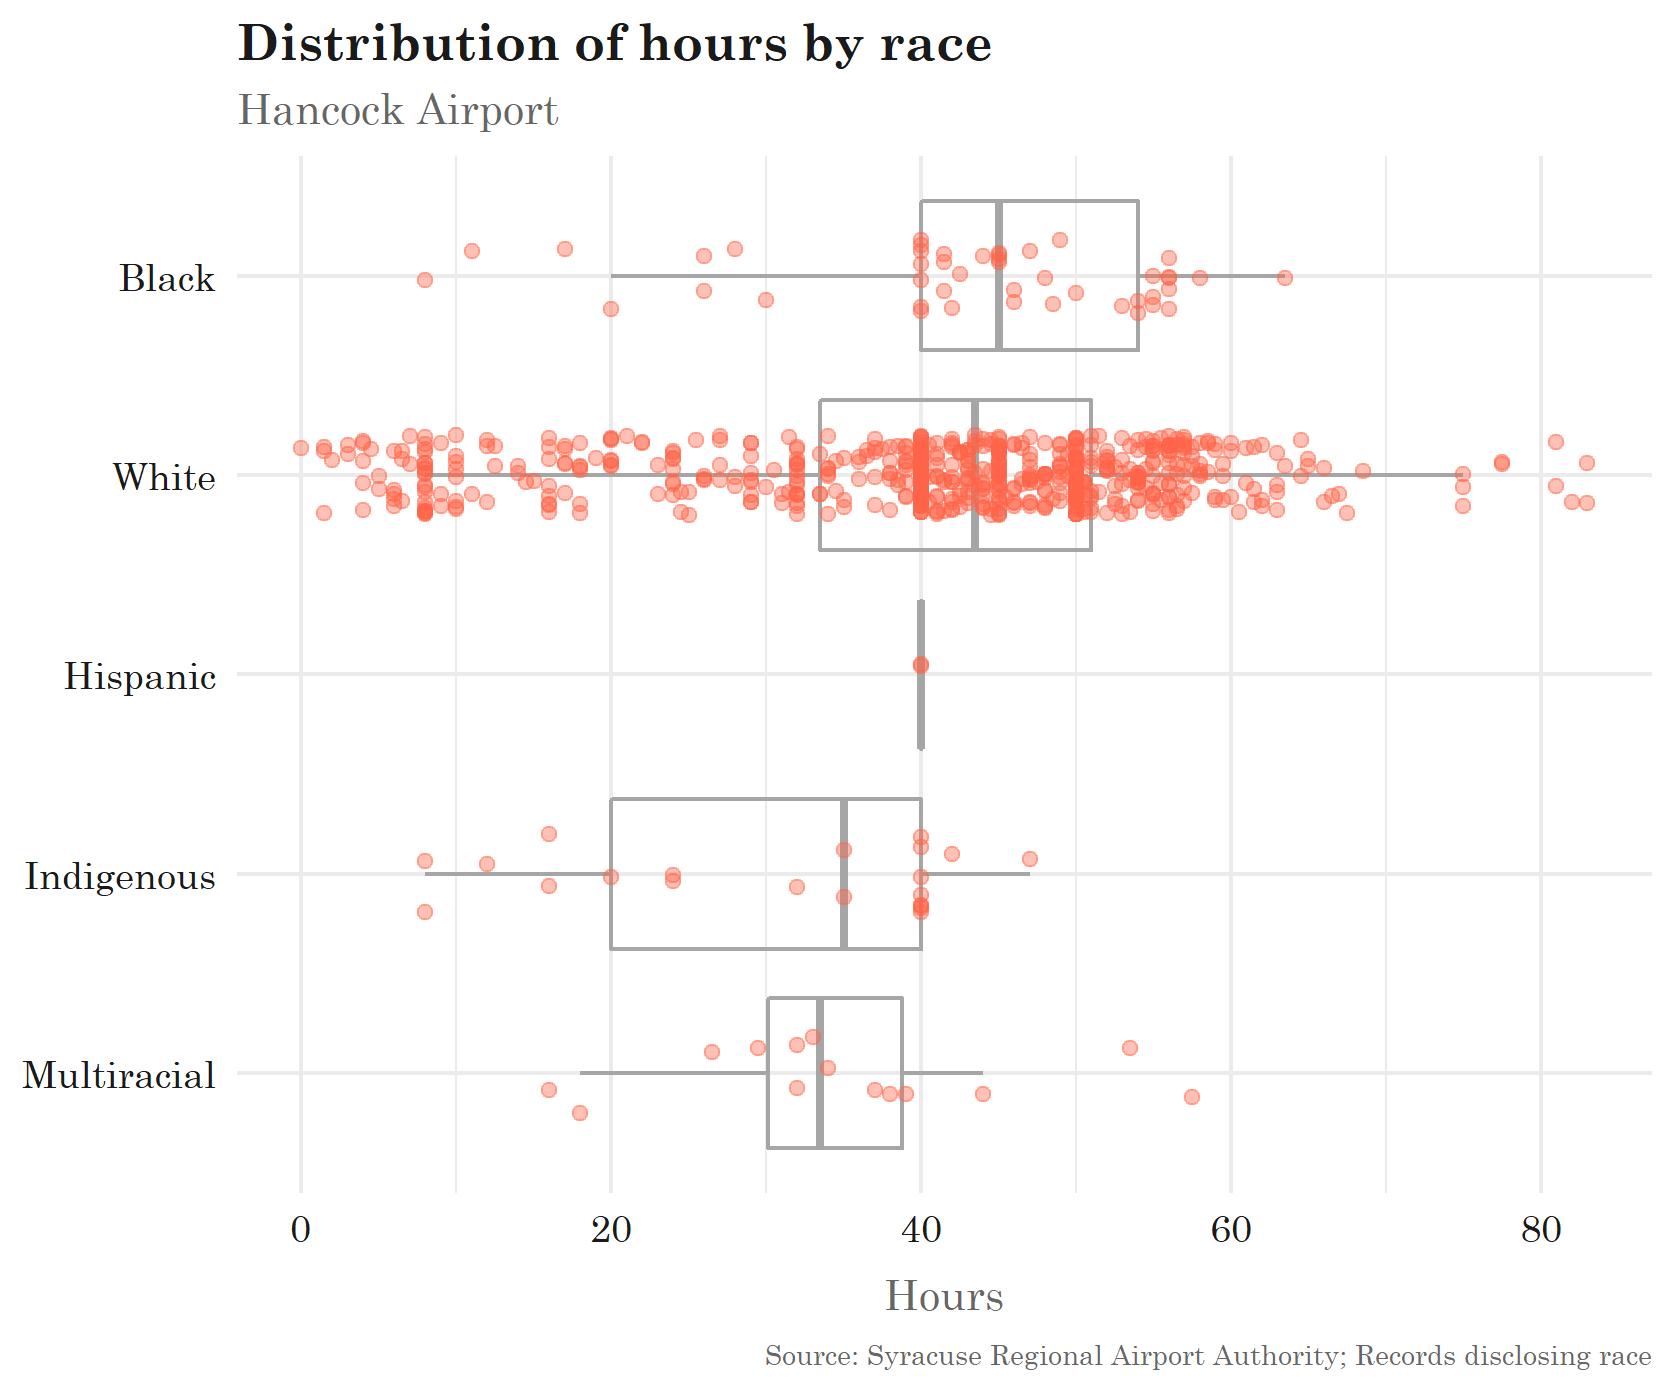 Distribution of hours by race
Hancock Airport
Black
White
Hispanic
Indigenous
Multiracial
0 20 40 60 80
Hours
Source: Syracuse Regional Airport Authority; Records disclosing race